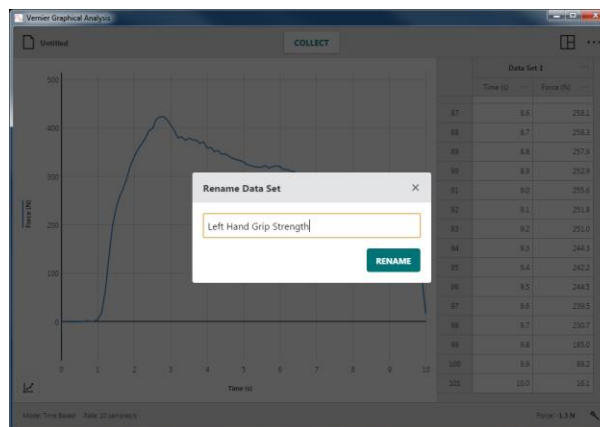 Vernier Graphical Analysis
Untitled
COLLECT
Data Set 1
Time (s) Force (N)
87 8.6 258.1
88 8.7 258.3
89 8.8 257.9
90 8.9 252.9
91 9.0 255.6
92 9.1 251.8
93 9.2 251.0
94 9.3 244.3
95 9.4 242.2
96 9.5 244.5
97 9.6 239.5
98 9.7 230.7
99 9.8 185.0
100 9.9 89.2
101 10.0 16.1
500
400
300
200
100
0
Force (N)
0 1 2 3 4 5 6 7 8 9 10
Time (s)
Rename Data Set
Left Hand Grip Strength
RENAME
Mode: Time Based Rate: 10 samples/s
Force: -1.3 N